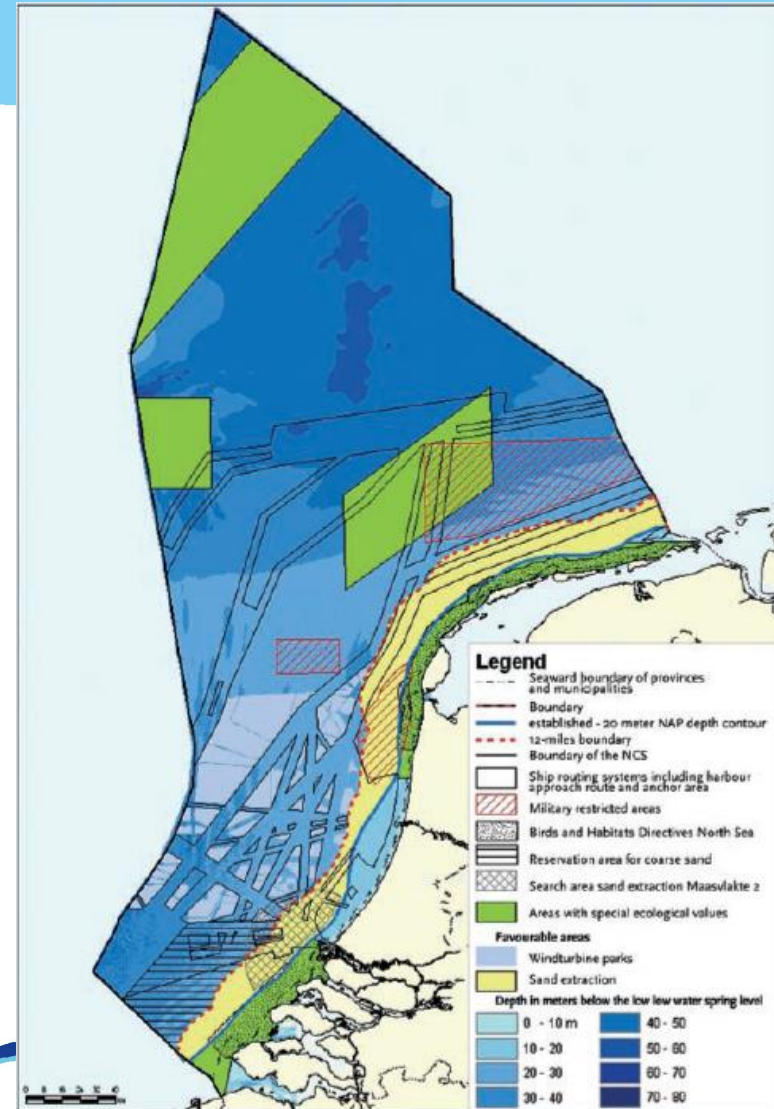 Legend
Seaward boundary of provinces
and municipalities
Boundary
established - 20 meter NAP depth contour
12-miles boundary
Boundary of the NCS
Ship routing systems including harbour
approach route and anchor area
Military restricted areas
Birds and Habitats Directives North Sea
Reservation area for coarse sand
Search area sand extraction Maasvlakte 2
Areas with special ecological values
Favourable areas
Windturbine parks
Sand extraction
Depth in meters below the low low water spring level
0 - 10 m 40 - 50
10 - 20 50 - 60
20 - 30 60 - 70
30 - 40 70 - 80